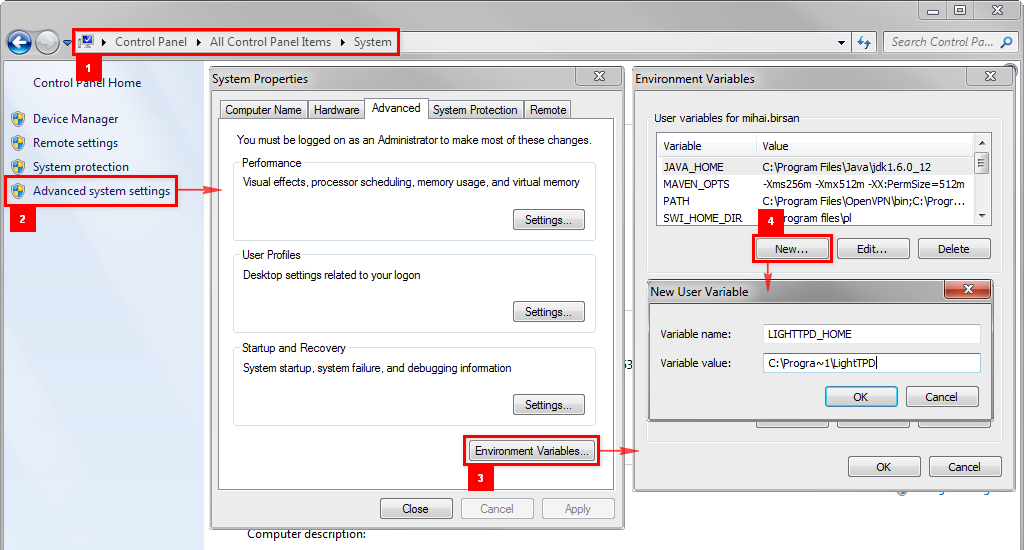 Control Panel
All Control Panel Items
System
Search Control Pa...
1
Control Panel Home
Device Manager
Remote settings
System protection
Advanced system settings
2
System Properties
Computer Name
Hardware
Advanced
System Protection
Remote
You must be logged on as an Administrator to make most of these changes.
Performance
Visual effects, processor scheduling, memory usage, and virtual memory
Settings...
User Profiles
Desktop settings related to your logon
Settings...
Startup and Recovery
System startup, system failure, and debugging information
Settings...
Environment Variables...
3
Close
Cancel
Apply
Computer description:
Environment Variables
User variables for mihai.birsan
Variable Value
JAVA_HOME C:\Program Files\Java\jdk1.6.0_12
MAVEN_OPTS -Xms256m -Xmx512m -XX:PermSize=512m
PATH C:\Program Files\OpenVPN\bin;C:\Progr...
SWI_HOME_DIR program files\pl
4
New...
Edit...
Delete
New User Variable
Variable name: LIGHTTPD_HOME
Variable value: C:\Progra~1\LightTPD
OK
Cancel
OK
Cancel